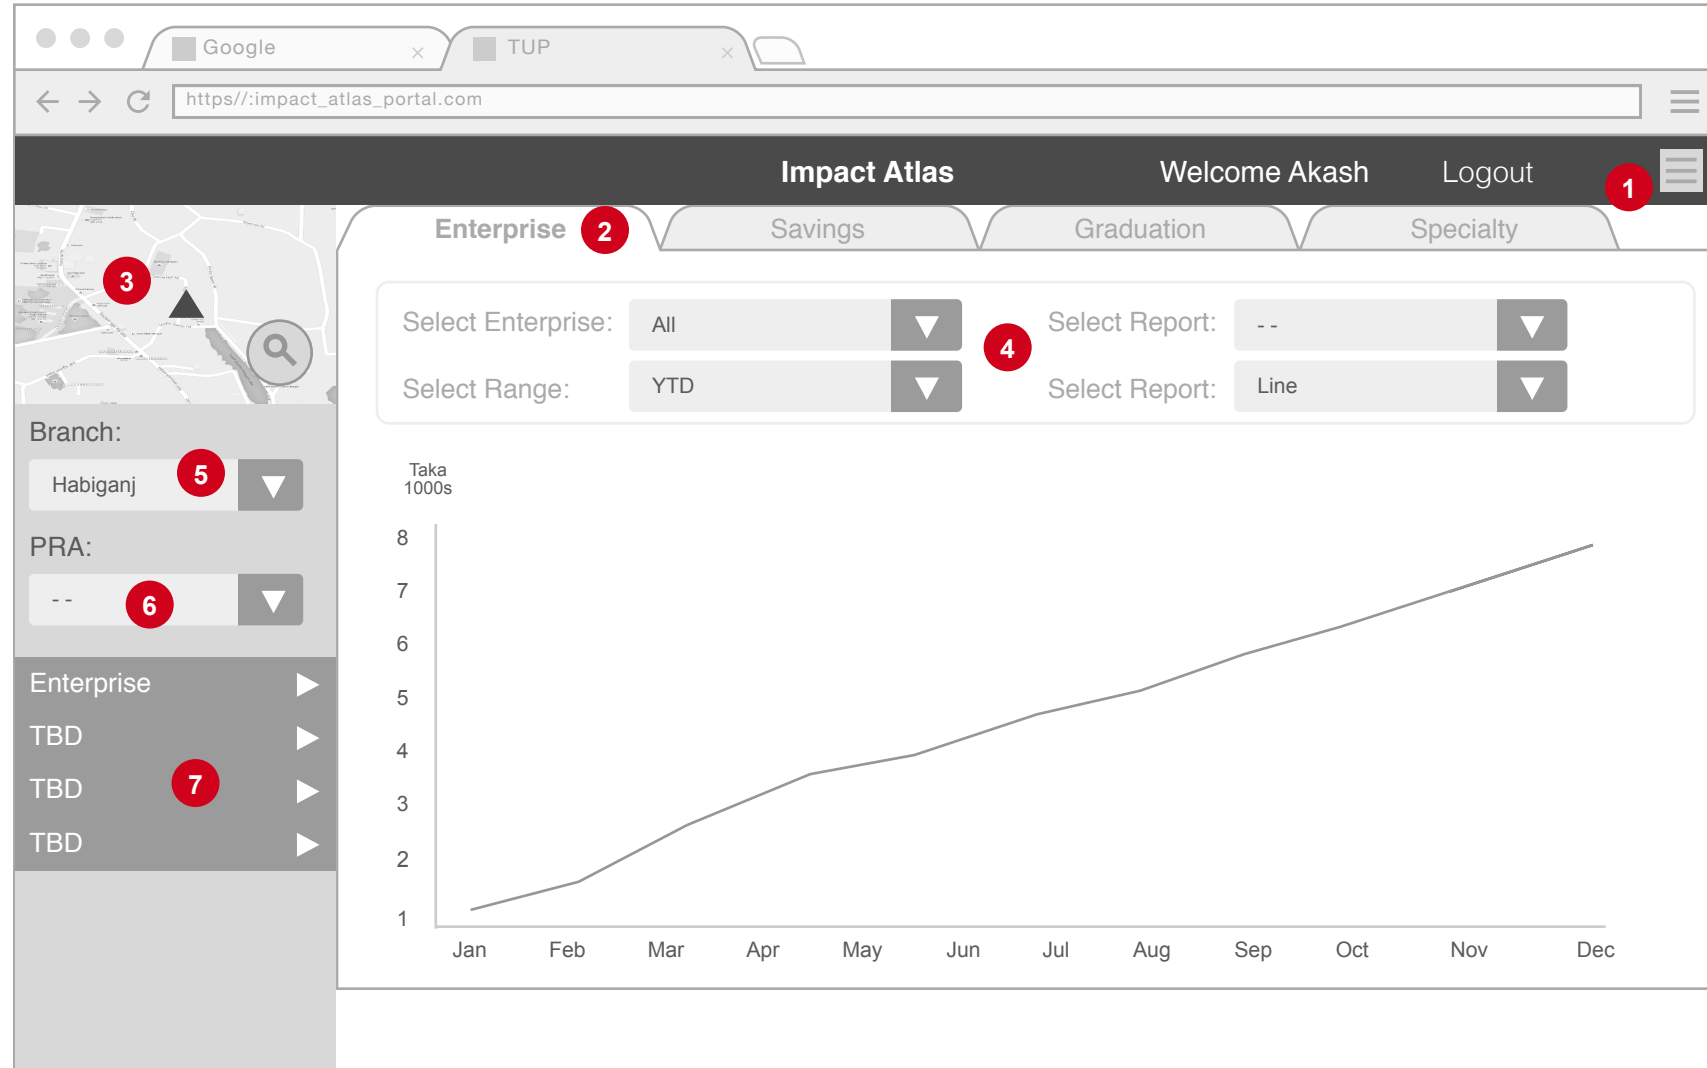 Google
TUP
https//:impact_atlas_portal.com
Impact Atlas Welcome Akash Logout
1
Enterprise 2 Savings Graduation Specialty
3
Select Enterprise: All
Select Report: - -
4
Select Range: YTD
Select Report: Line
Branch:
Habiganj 5
PRA:
- - 6
Enterprise
TBD
TBD
7
TBD
Taka
1000s
8
7
6
5
4
3
2
1
Jan Feb Mar Apr May Jun Jul Aug Sep Oct Nov Dec